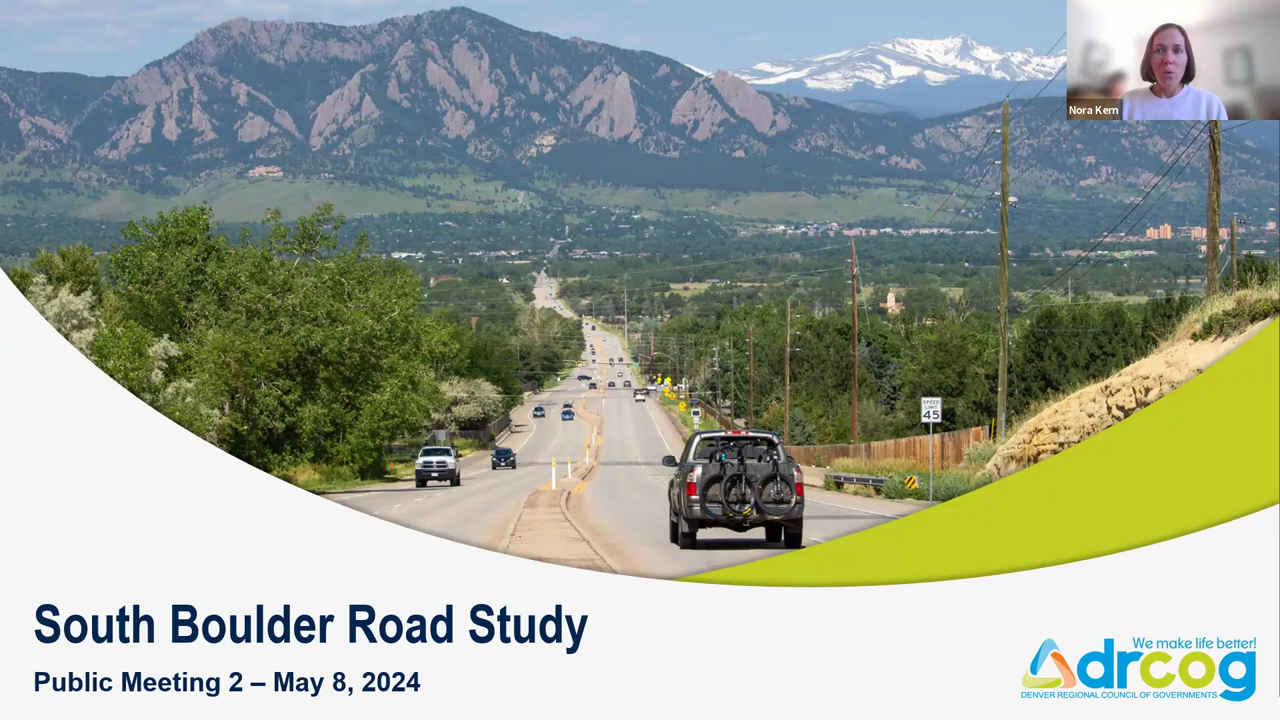 Nora Kern
SPEED
LIMIT
45
South Boulder Road Study
Public Meeting 2 – May 8, 2024
We make life better!
drcog
DENVER REGIONAL COUNCIL OF GOVERNMENTS